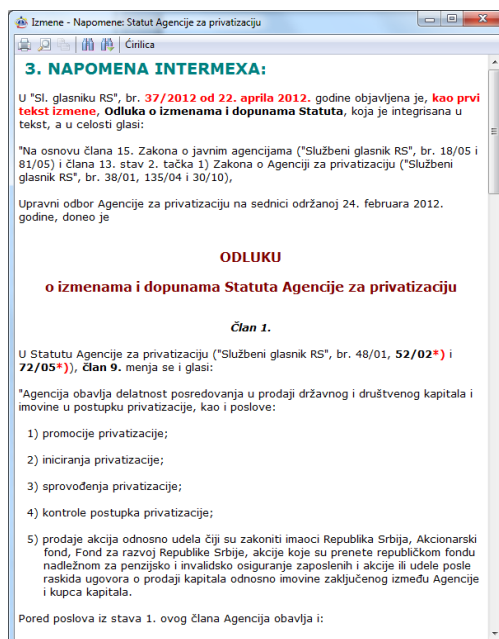 Izmene - Napomene: Statut Agencije za privatizaciju
Ćirilica
3. NAPOMENA INTERMEXA:
U "Sl. glasniku RS", br. 37/2012 od 22. aprila 2012. godine objavljena je, kao prvi
tekst izmene, Odluka o izmenama i dopunama Statuta, koja je integrisana u
tekst, a u celosti glasi:
"Na osnovu člana 15. Zakona o javnim agencijama ("Službeni glasnik RS", br. 18/05 i
81/05) i člana 13. stav 2. tačka 1) Zakona o Agenciji za privatizaciju ("Službeni
glasnik RS", br. 38/01, 135/04 i 30/10),
Upravni odbor Agencije za privatizaciju na sednici održanoj 24. februara 2012.
godine, doneo je
ODLUKU
o izmenama i dopunama Statuta Agencije za privatizaciju
Član 1.
U Statutu Agencije za privatizaciju ("Službeni glasnik RS", br. 48/01, 52/02*) i
72/05*)), član 9. menja se i glasi:
"Agencija obavlja delatnost posredovanja u prodaji državnog i društvenog kapitala i
imovine u postupku privatizacije, kao i poslove:
1) promocije privatizacije;
2) iniciranja privatizacije;
3) sprovođenja privatizacije;
4) kontrole postupka privatizacije;
5) prodaje akcija odnosno udela čiji su zakoniti imaoci Republika Srbija, Akcionarski
fond, Fond za razvoj Republike Srbije, akcije koje su prenete republičkom fondu
nadležnom za penzijsko i invalidsko osiguranje zaposlenih i akcije ili udele posle
raskida ugovora o prodaji kapitala odnosno imovine zaključenog između Agencije
i kupca kapitala.
Pored poslova iz stava 1. ovog člana Agencija obavlja i: